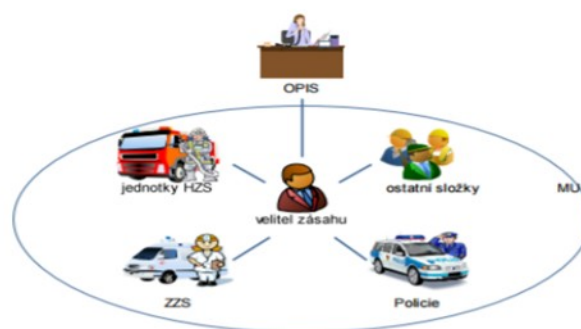 OPIS
jednotky HZS
ostatní složky
velitel zásahu
ZZS
Policie